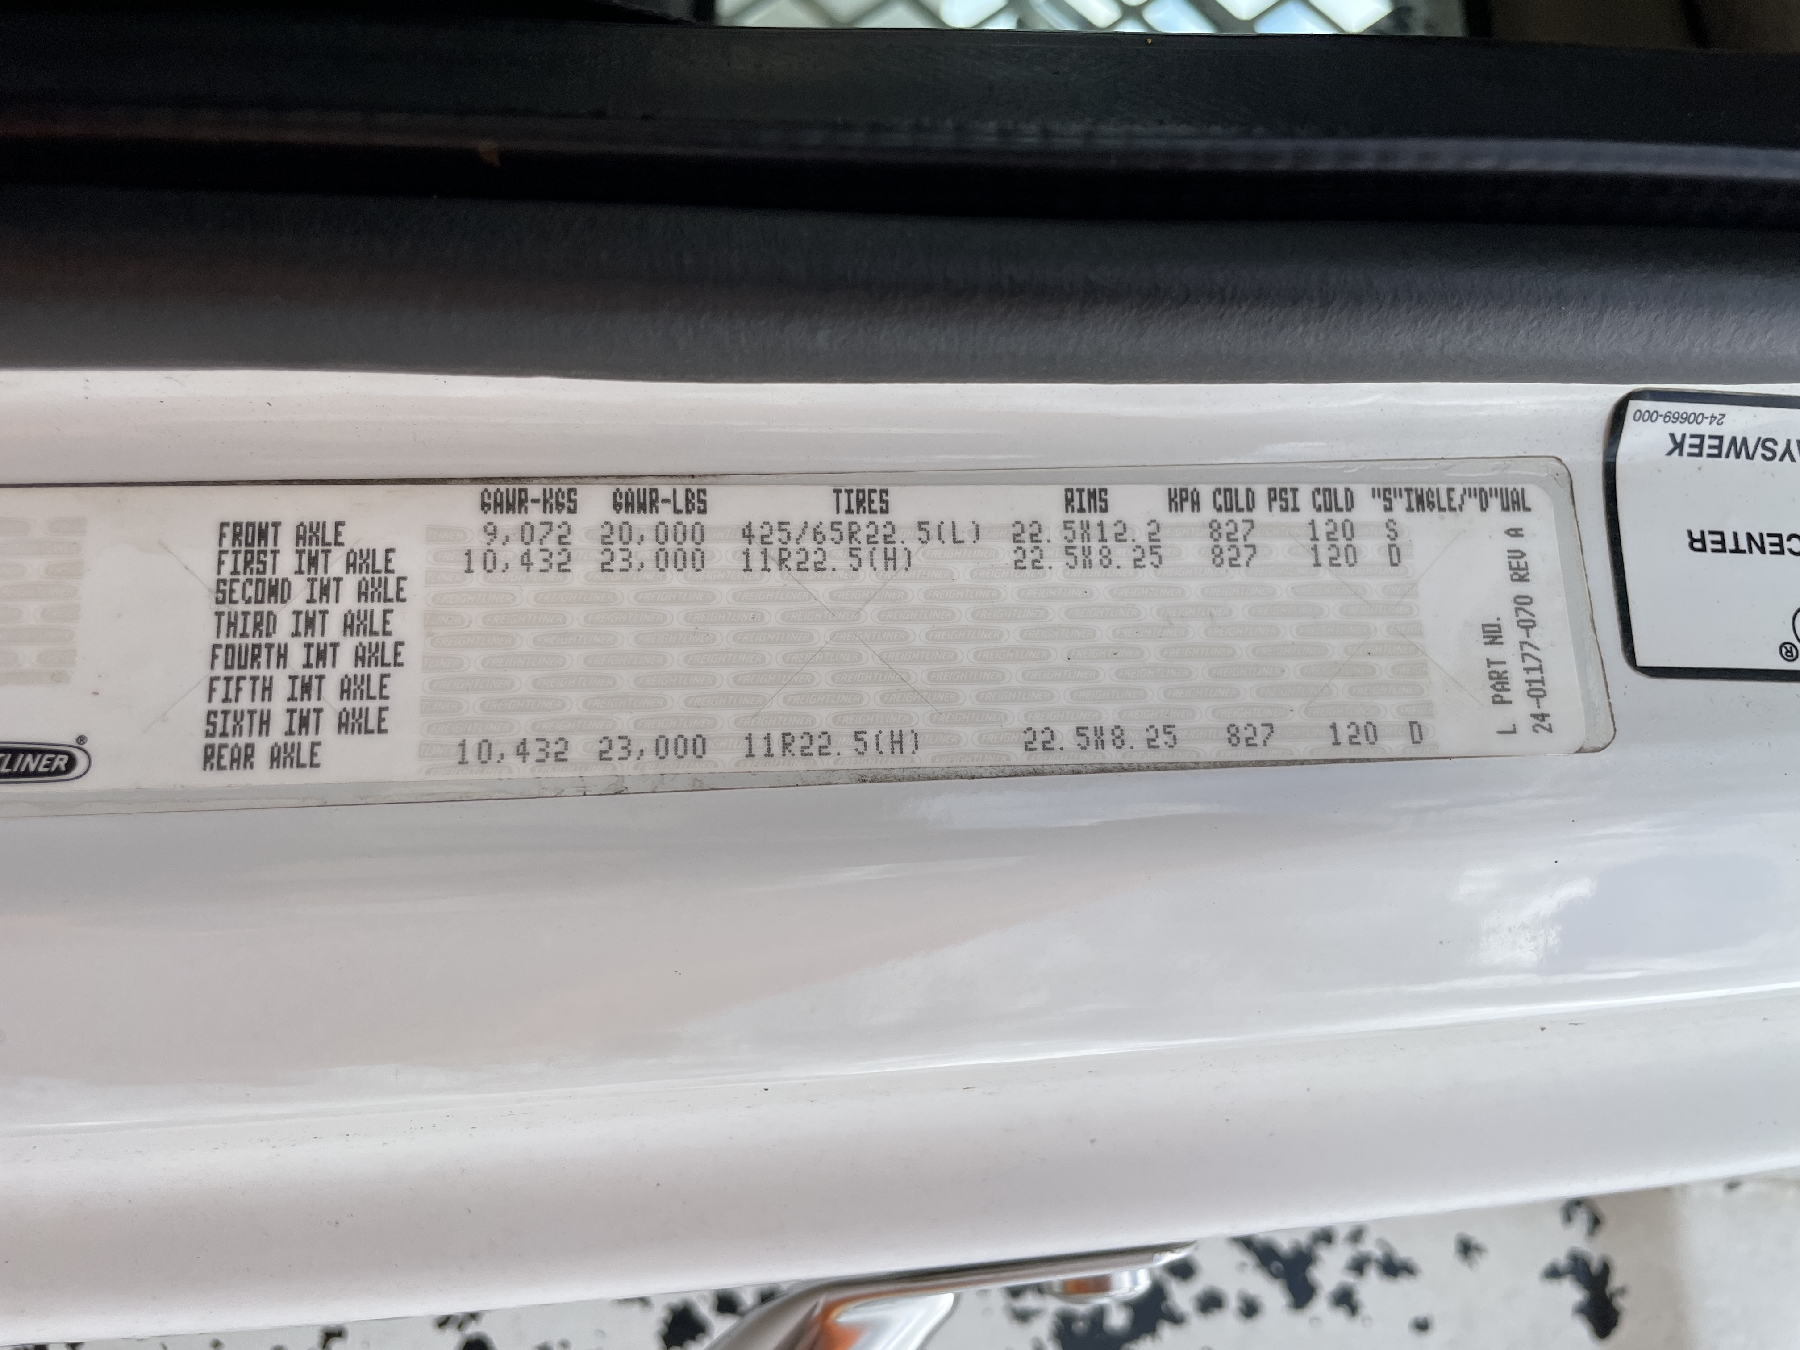 GAWR-KGS GAWR-LBS TIRES RIMS KPA COLD PSI COLD "S"INGLE/"D"UAL
FRONT AXLE 9,072 20,000 425/65R22.5(L) 22.5X12.2 827 120 S
FIRST INT AXLE 10,432 23,000 11R22.5(H) 22.5X8.25 827 120 D
SECOND INT AXLE
THIRD INT AXLE
FOURTH INT AXLE
FIFTH INT AXLE
SIXTH INT AXLE
REAR AXLE 10,432 23,000 11R22.5(H) 22.5X8.25 827 120 D
L PART NO.
24-01177-070 REV A
LINER®
24-00669-000
AYS/WEEK
CENTER
®
FREIGHTLINER